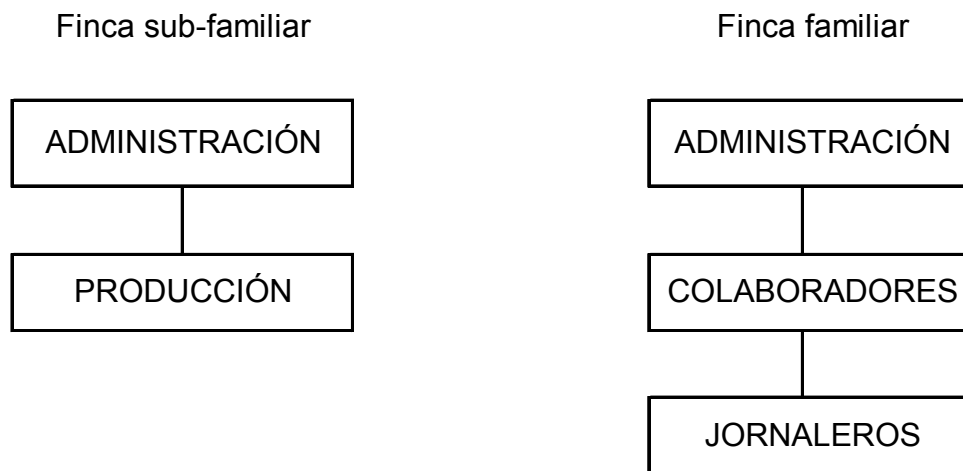 Finca sub-familiar
ADMINISTRACIÓN
PRODUCCIÓN
Finca familiar
ADMINISTRACIÓN
COLABORADORES
JORNALEROS